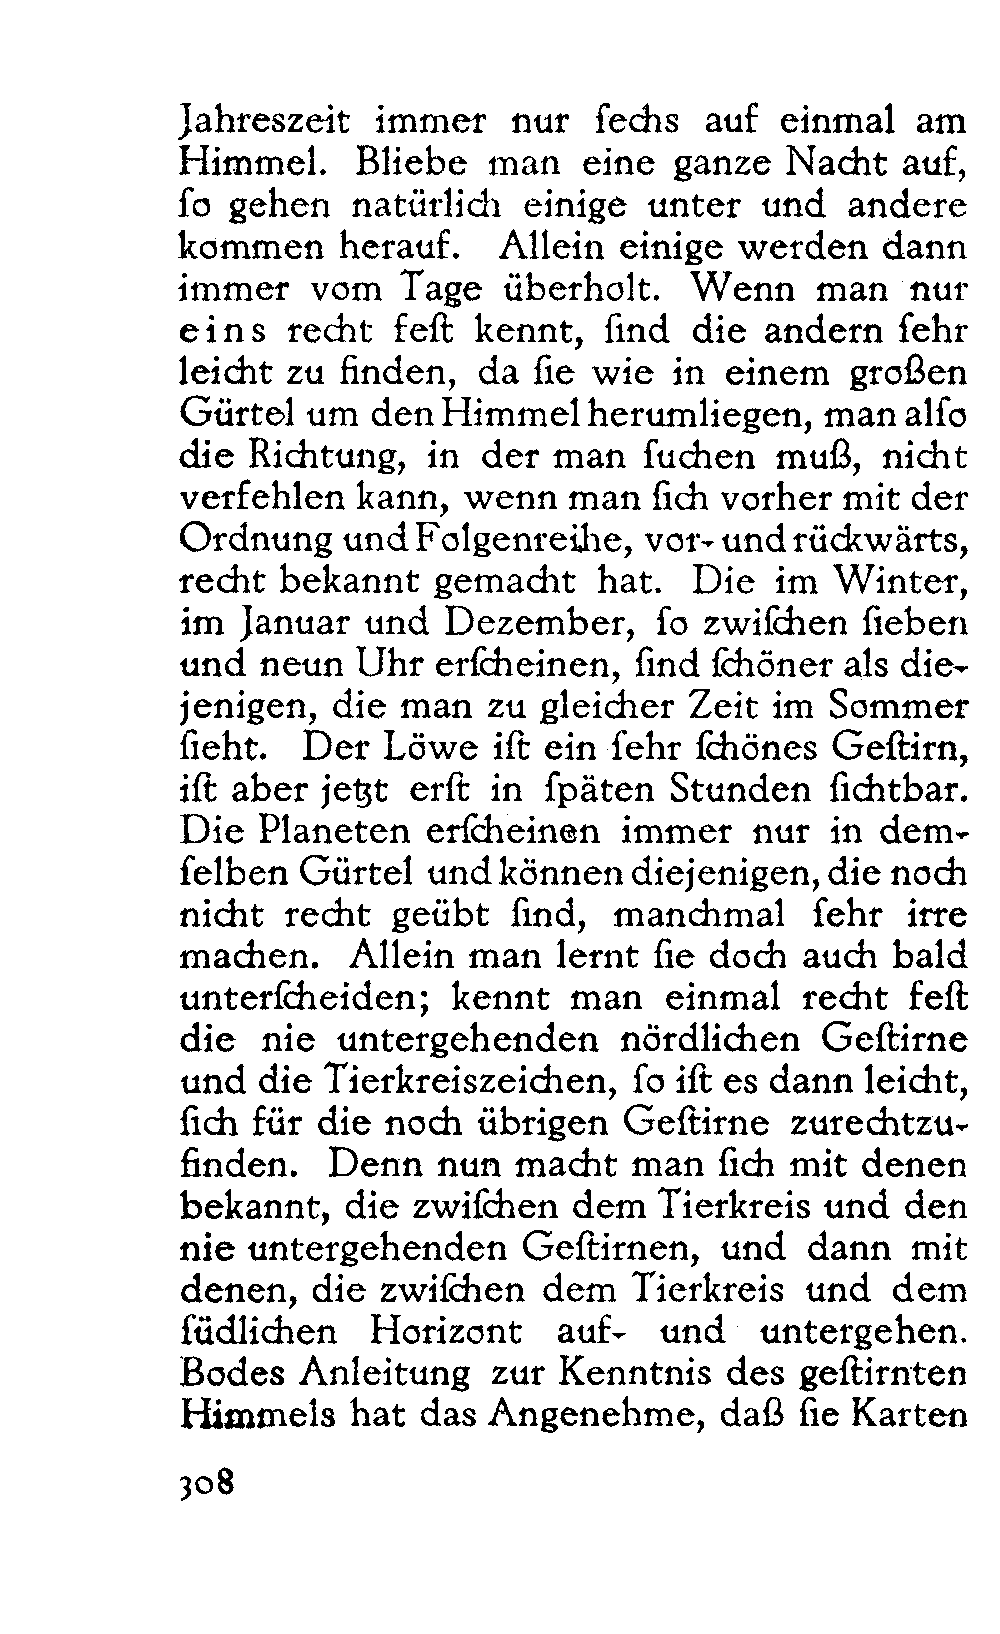 Jahreszeit immer nur ſechs auf einmal am
Himmel. Bliebe man eine ganze Nacht auf,
ſo gehen natürlich einige unter und andere
kommen herauf. Allein einige werden dann
immer vom Tage überholt. Wenn man nur
eins recht feſt kennt, ſind die andern ſehr
leicht zu finden, da ſie wie in einem großen
Gürtel um den Himmel herumliegen, man alſo
die Richtung, in der man ſuchen muß, nicht
verfehlen kann, wenn man ſich vorher mit der
Ordnung und Folgenreihe, vor- und rückwärts,
recht bekannt gemacht hat. Die im Winter,
im Januar und Dezember, ſo zwiſchen ſieben
und neun Uhr erſcheinen, ſind ſchöner als die-
jenigen, die man zu gleicher Zeit im Sommer
ſieht. Der Löwe iſt ein ſehr ſchönes Geſtirn,
iſt aber jetzt erſt in ſpäten Stunden ſichtbar.
Die Planeten erſcheinen immer nur in dem-
ſelben Gürtel und können diejenigen, die noch
nicht recht geübt ſind, manchmal ſehr irre
machen. Allein man lernt ſie doch auch bald
unterſcheiden; kennt man einmal recht feſt
die nie untergehenden nördlichen Geſtirne
und die Tierkreiszeichen, ſo iſt es dann leicht,
ſich für die noch übrigen Geſtirne zurechtzu-
finden. Denn nun macht man ſich mit denen
bekannt, die zwiſchen dem Tierkreis und den
nie untergehenden Geſtirnen, und dann mit
denen, die zwiſchen dem Tierkreis und dem
ſüdlichen Horizont auf- und untergehen.
Bodes Anleitung zur Kenntnis des geſtirnten
Himmels hat das Angenehme, daß ſie Karten
308